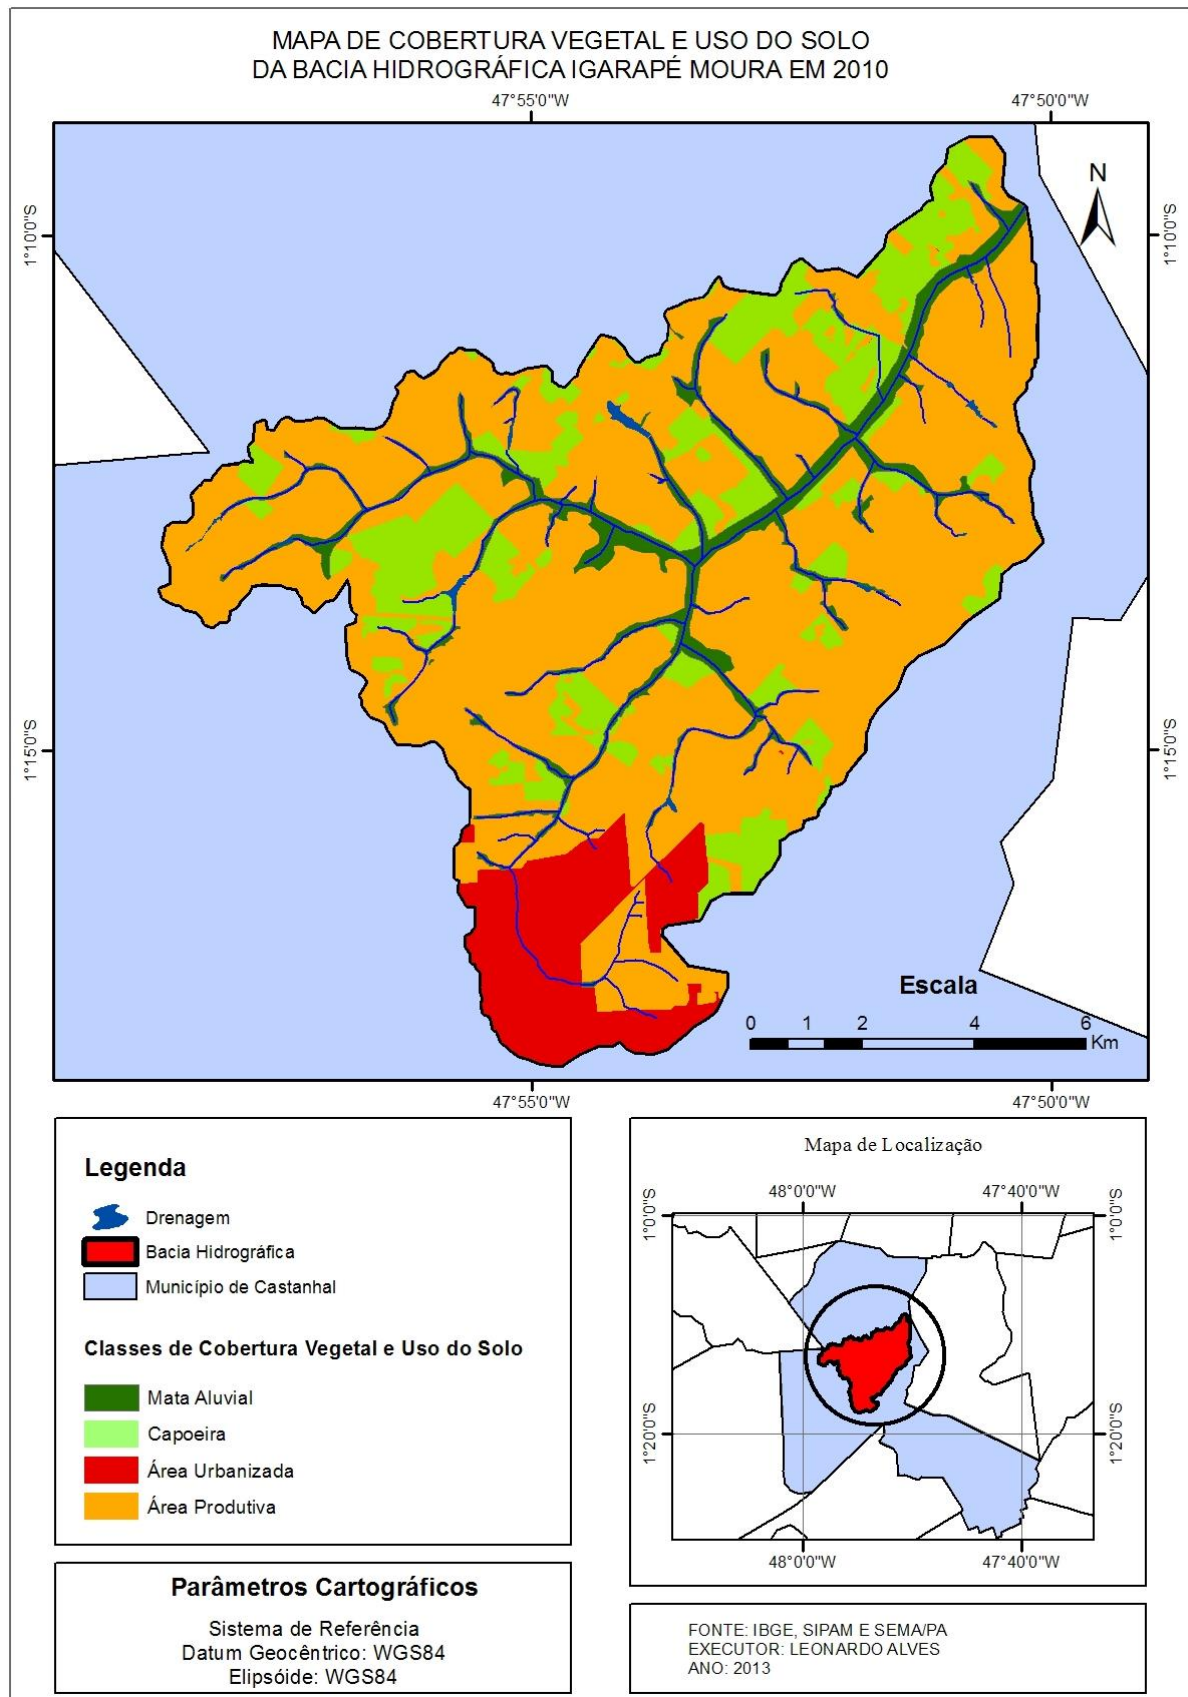 MAPA DE COBERTURA VEGETAL E USO DO SOLO
DA BACIA HIDROGRÁFICA IGARAPÉ MOURA EM 2010
47°55'0"W
47°50'0"W
1°10'0"S
1°10'0"S
N
1°15'0"S
1°15'0"S
Escala
0 1 2 4 6
Km
47°55'0"W
47°50'0"W
Legenda
Drenagem
Bacia Hidrográfica
Município de Castanhal
Classes de Cobertura Vegetal e Uso do Solo
Mata Aluvial
Capoeira
Área Urbanizada
Área Produtiva
Mapa de Localização
48°0'0"W
47°40'0"W
1°0'0"S
1°0'0"S
1°20'0"S
1°20'0"S
48°0'0"W
47°40'0"W
Parâmetros Cartográficos
Sistema de Referência
Datum Geocêntrico: WGS84
Elipsóide: WGS84
FONTE: IBGE, SIPAM E SEMA/PA
EXECUTOR: LEONARDO ALVES
ANO: 2013